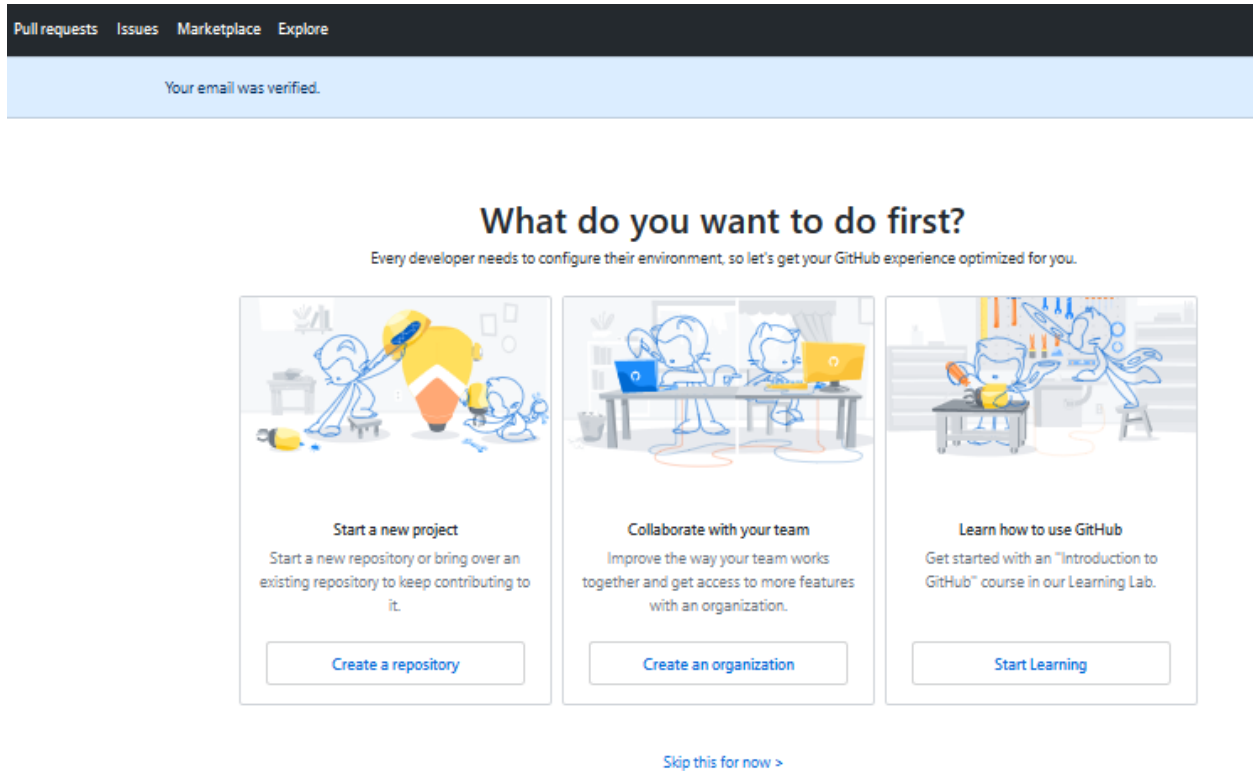 Pull requests Issues Marketplace Explore
Your email was verified.
What do you want to do first?
Every developer needs to configure their environment, so let's get your GitHub experience optimized for you.
Start a new project
Start a new repository or bring over an
existing repository to keep contributing to
it.
Create a repository
Collaborate with your team
Improve the way your team works
together and get access to more features
with an organization.
Create an organization
Learn how to use GitHub
Get started with an "Introduction to
GitHub" course in our Learning Lab.
Start Learning
Skip this for now >